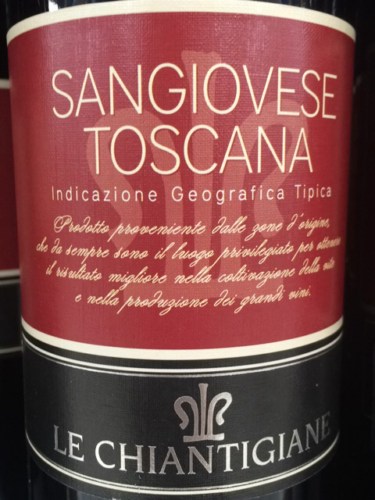 SANGIOVESE
TOSCANA
Indicazione Geografica Tipica
Prodotto proveniente dalle zone d'origine,
che da sempre sono il luogo privilegiato per ottenere
il risultato migliore nella coltivazione della vite
e nella produzione dei grandi vini.
LE CHIANTIGIANE